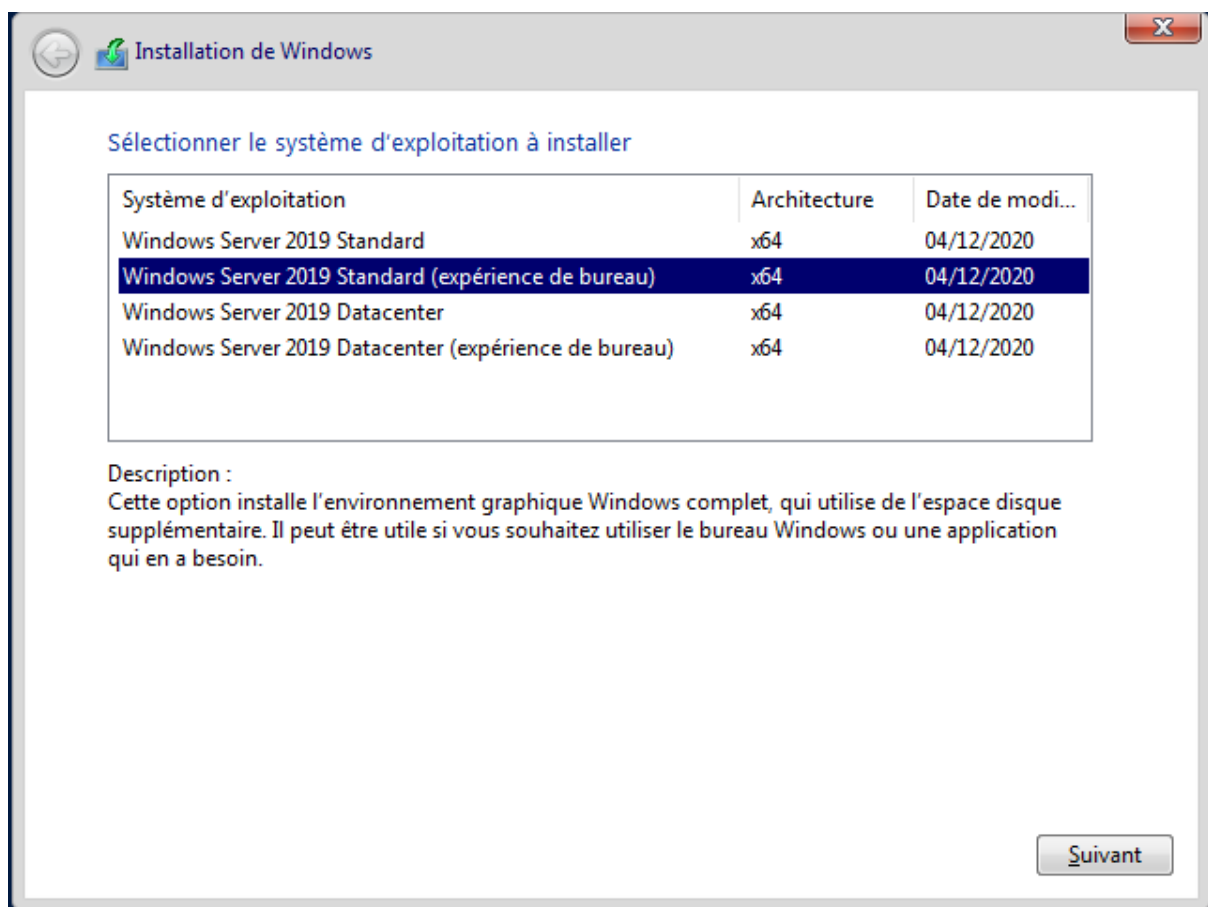 Installation de Windows
Sélectionner le système d'exploitation à installer
Système d'exploitation Architecture Date de modi...
Windows Server 2019 Standard x64 04/12/2020
Windows Server 2019 Standard (expérience de bureau) x64 04/12/2020
Windows Server 2019 Datacenter x64 04/12/2020
Windows Server 2019 Datacenter (expérience de bureau) x64 04/12/2020
Description :
Cette option installe l'environnement graphique Windows complet, qui utilise de l'espace disque
supplémentaire. Il peut être utile si vous souhaitez utiliser le bureau Windows ou une application
qui en a besoin.
Suivant